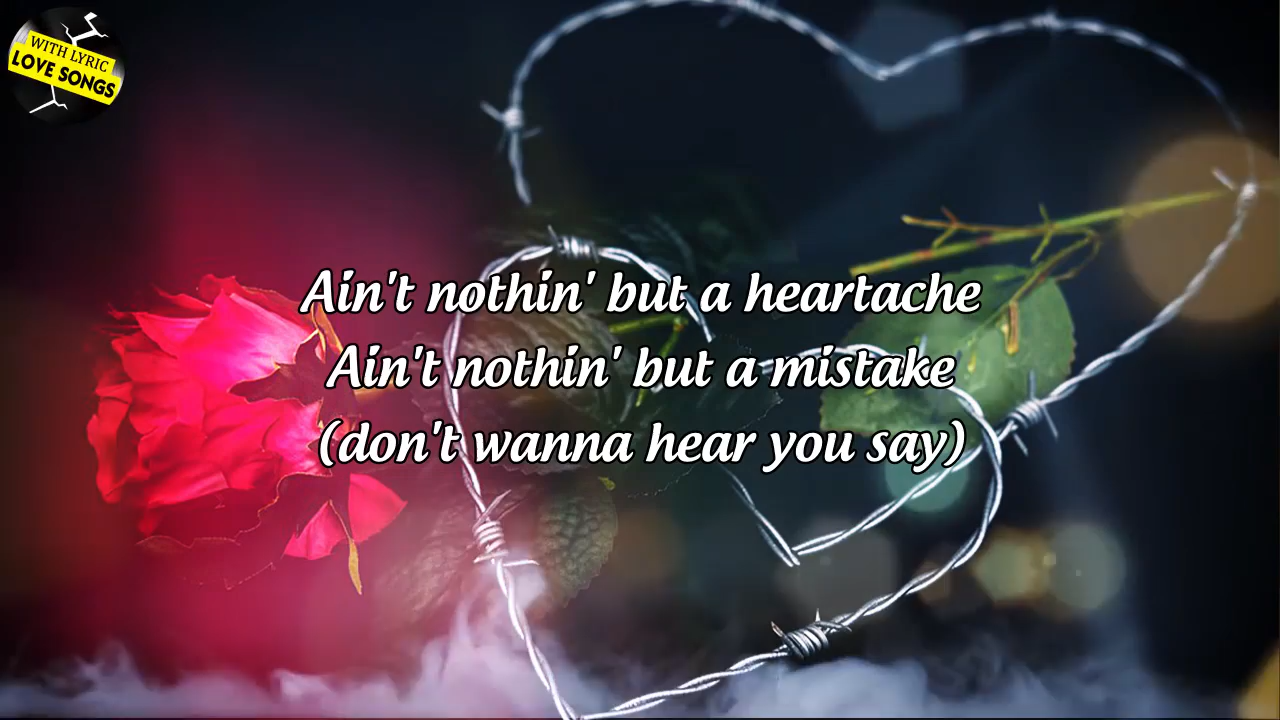 WITH LYRIC
LOVE SONGS
Ain't nothin' but a heartache
Ain't nothin' but a mistake
(don't wanna hear you say)